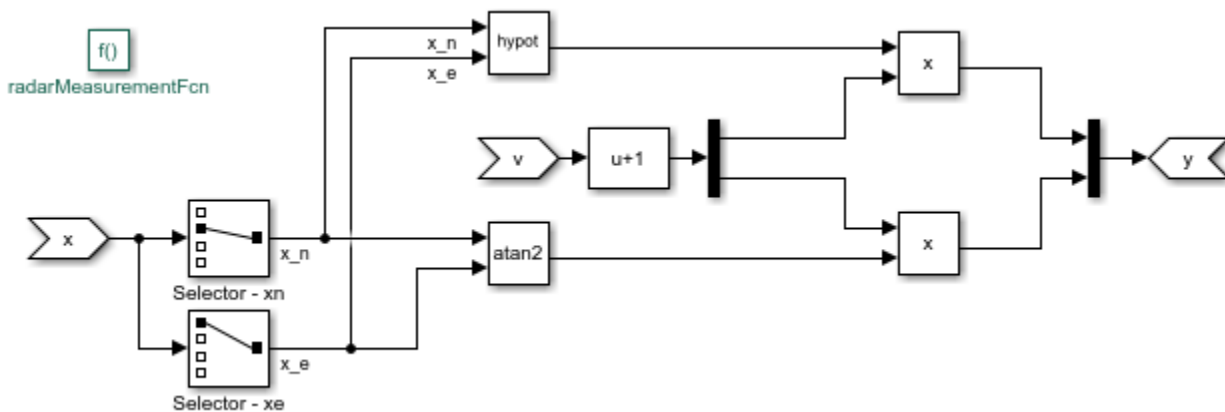 f()
radarMeasurementFcn
x_n
x_e
hypot
x
v
u+1
y
x
x_n
Selector - xn
atan2
x
x_e
Selector - xe